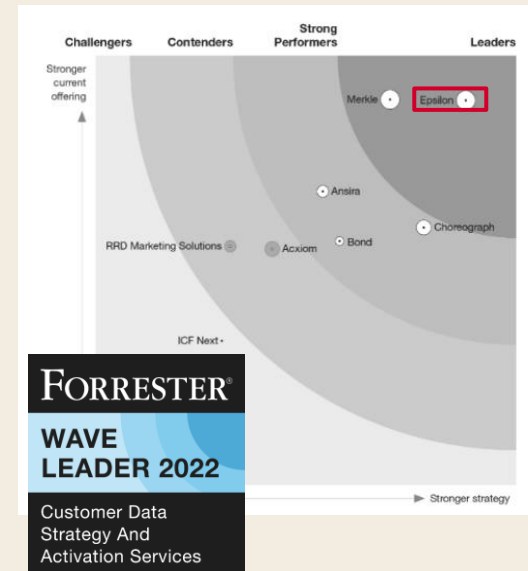 Challengers
Contenders
Strong
Performers
Leaders
Stronger
current
offering
Merkle
Epsilon
Ansira
Choreograph
RRD Marketing Solutions
Acxiom
Bond
ICF Next
FORRESTER®
WAVE
LEADER 2022
Customer Data
Strategy And
Activation Services
Stronger strategy